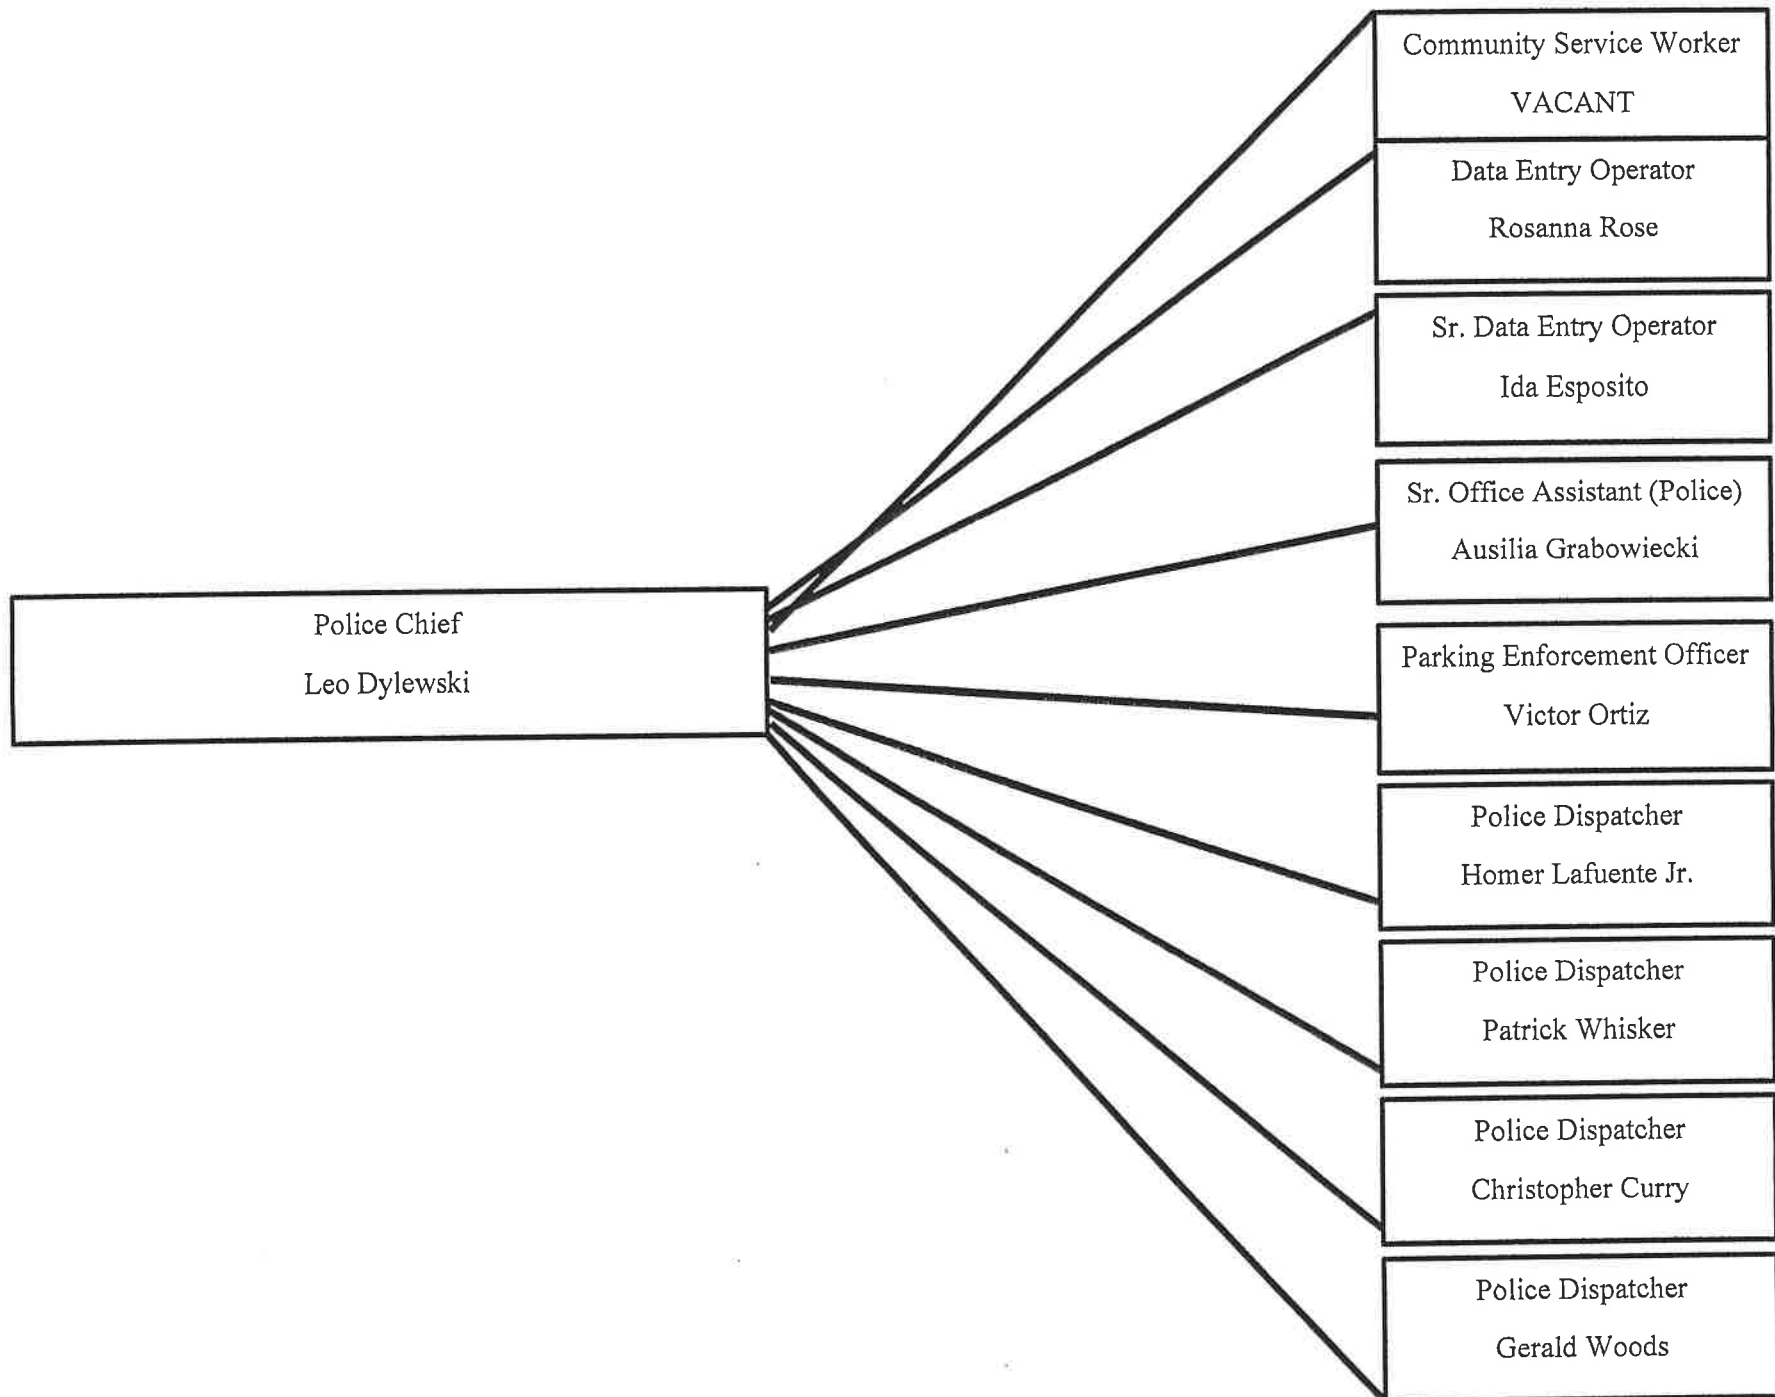 Community Service Worker
VACANT
Data Entry Operator
Rosanna Rose
Sr. Data Entry Operator
Ida Esposito
Sr. Office Assistant (Police)
Ausilia Grabowiecki
Police Chief
Leo Dylewski
Parking Enforcement Officer
Victor Ortiz
Police Dispatcher
Homer Lafuente Jr.
Police Dispatcher
Patrick Whisker
Police Dispatcher
Christopher Curry
Police Dispatcher
Gerald Woods